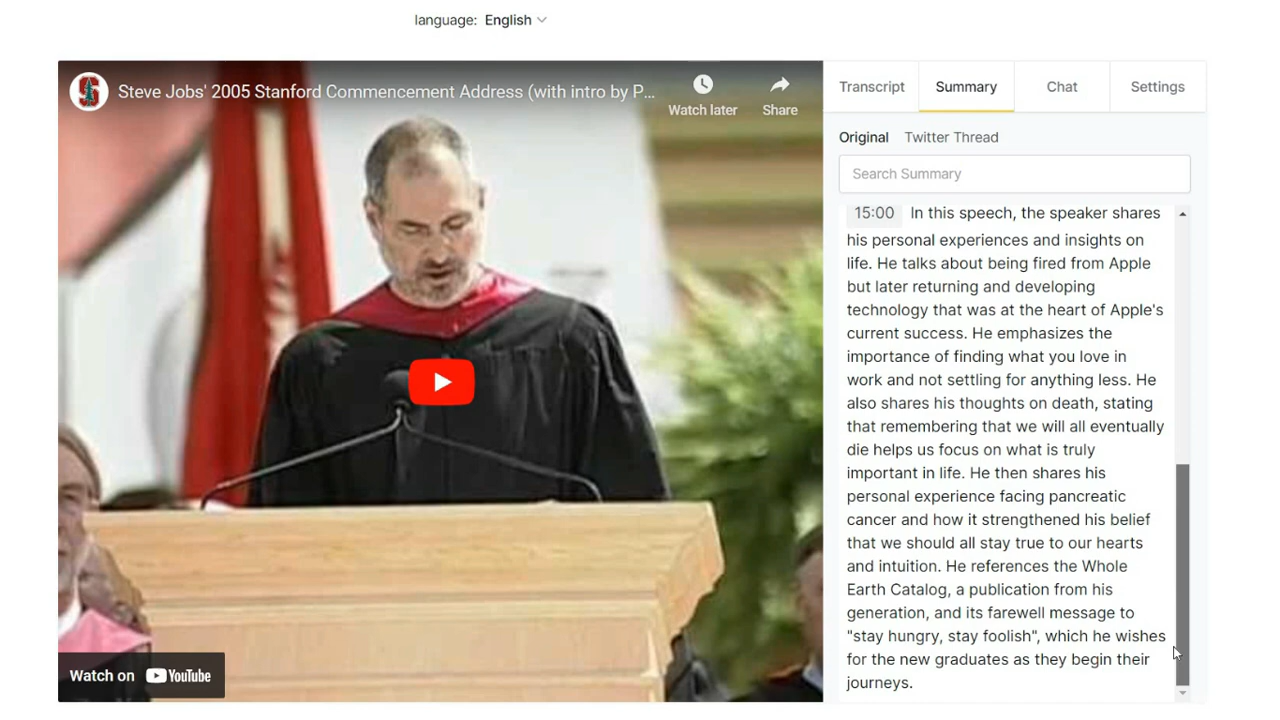 language: English
Steve Jobs' 2005 Stanford Commencement Address (with intro by P...
Watch later
Share
Watch on YouTube
Transcript
Summary
Chat
Settings
Original
Twitter Thread
Search Summary
15:00 In this speech, the speaker shares
his personal experiences and insights on
life. He talks about being fired from Apple
but later returning and developing
technology that was at the heart of Apple's
current success. He emphasizes the
importance of finding what you love in
work and not settling for anything less. He
also shares his thoughts on death, stating
that remembering that we will all eventually
die helps us focus on what is truly
important in life. He then shares his
personal experience facing pancreatic
cancer and how it strengthened his belief
that we should all stay true to our hearts
and intuition. He references the Whole
Earth Catalog, a publication from his
generation, and its farewell message to
"stay hungry, stay foolish", which he wishes
for the new graduates as they begin their
journeys.